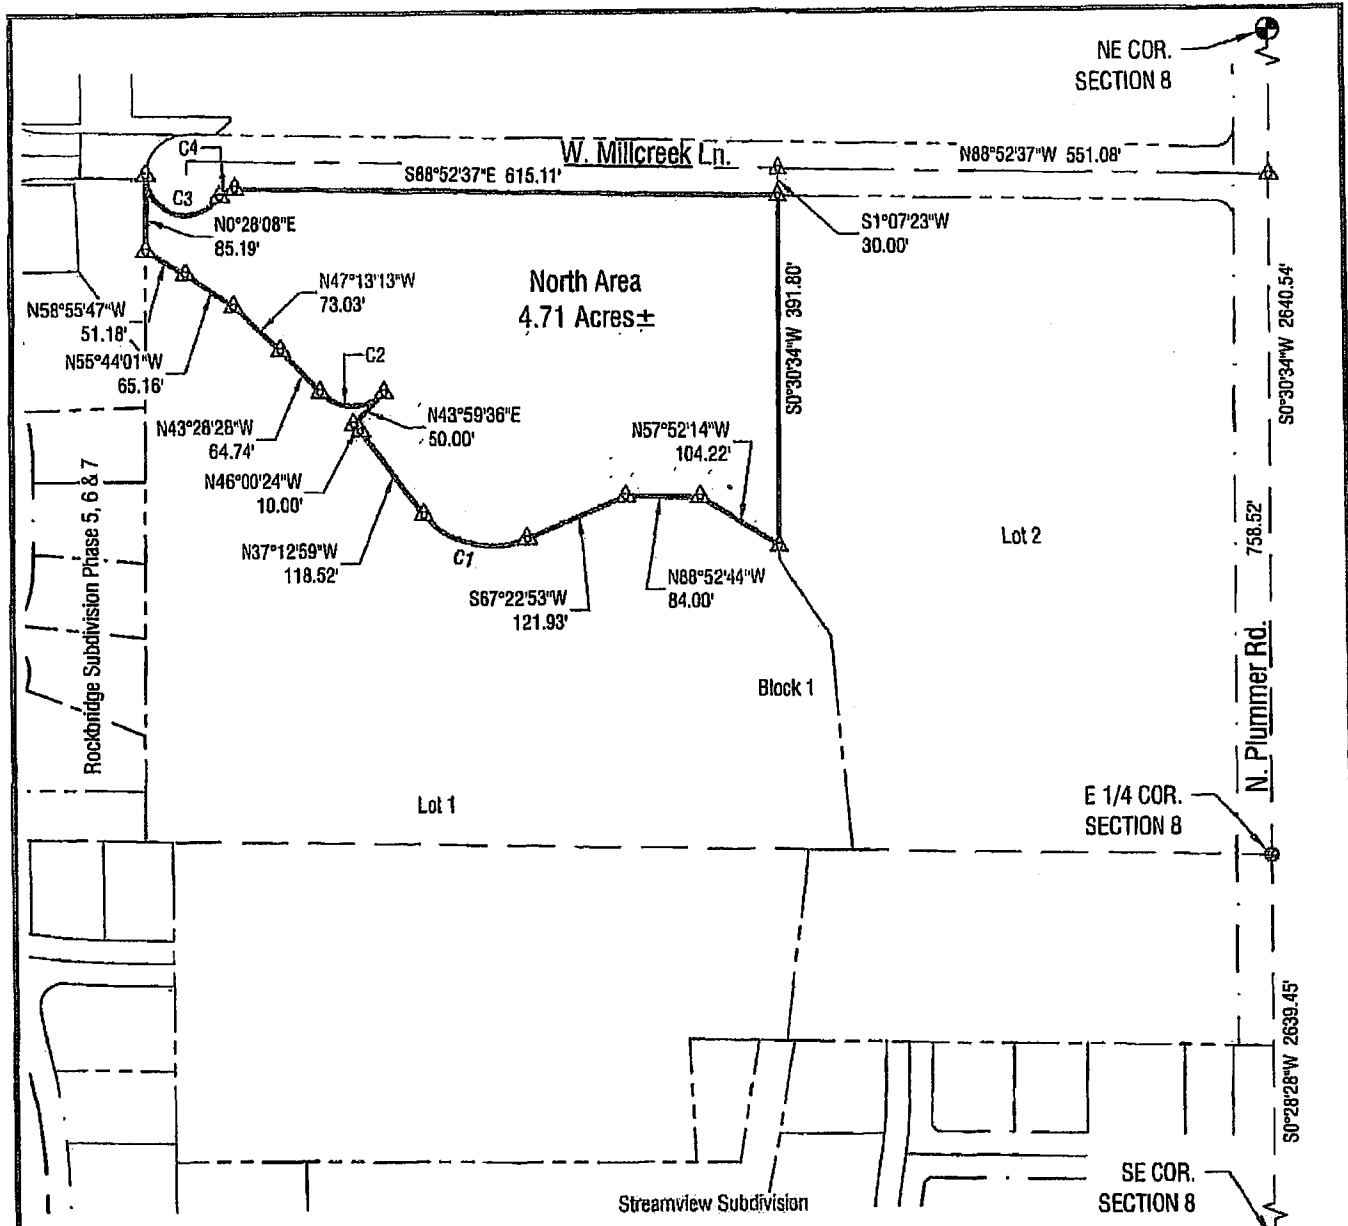 NE COR.
SECTION 8
W. Millcreek Ln.
N88°52'37"W 551.08'
C4
S88°52'37"E 615.11'
C3
N0°28'08"E
85.19'
S1°07'23"W
30.00'
N47°13'13"W
73.03'
North Area
4.71 Acres±
N58°55'47"W
51.18'
N55°44'01"W
65.16'
C2
S0°30'34"W 391.80'
S0°30'34"W 2640.54'
N43°28'28"W
64.74'
N43°59'36"E
50.00'
N57°52'14"W
104.22'
N46°00'24"W
10.00'
N37°12'59"W
118.52'
C1
S67°22'53"W
121.93'
N88°52'44"W
84.00'
Lot 2
758.52'
Rockbridge Subdivision Phase 5, 6 & 7
Block 1
N. Plummer Rd.
Lot 1
E 1/4 COR.
SECTION 8
S0°28'28"W 2639.45'
SE COR.
SECTION 8
Streamview Subdivision